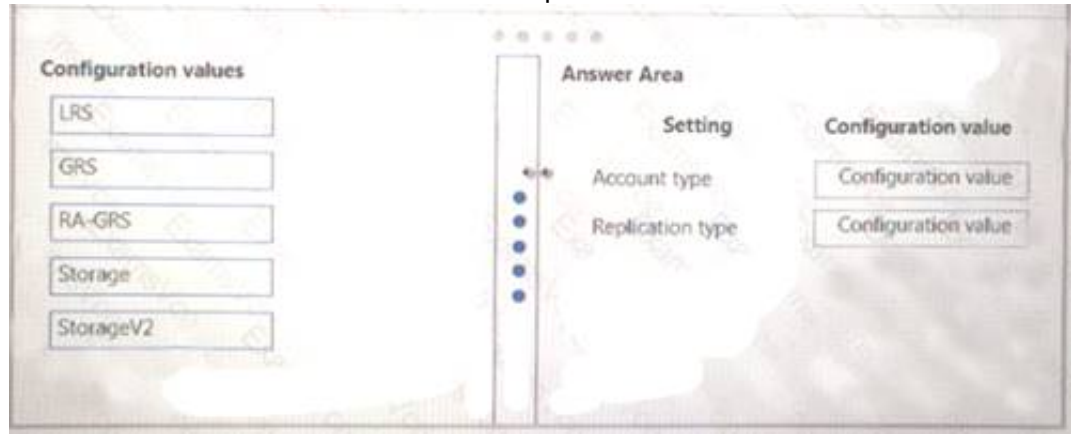 Configuration values
LRS
GRS
RA-GRS
Storage
StorageV2
Answer Area
Setting Configuration value
Account type Configuration value
Replication type Configuration value